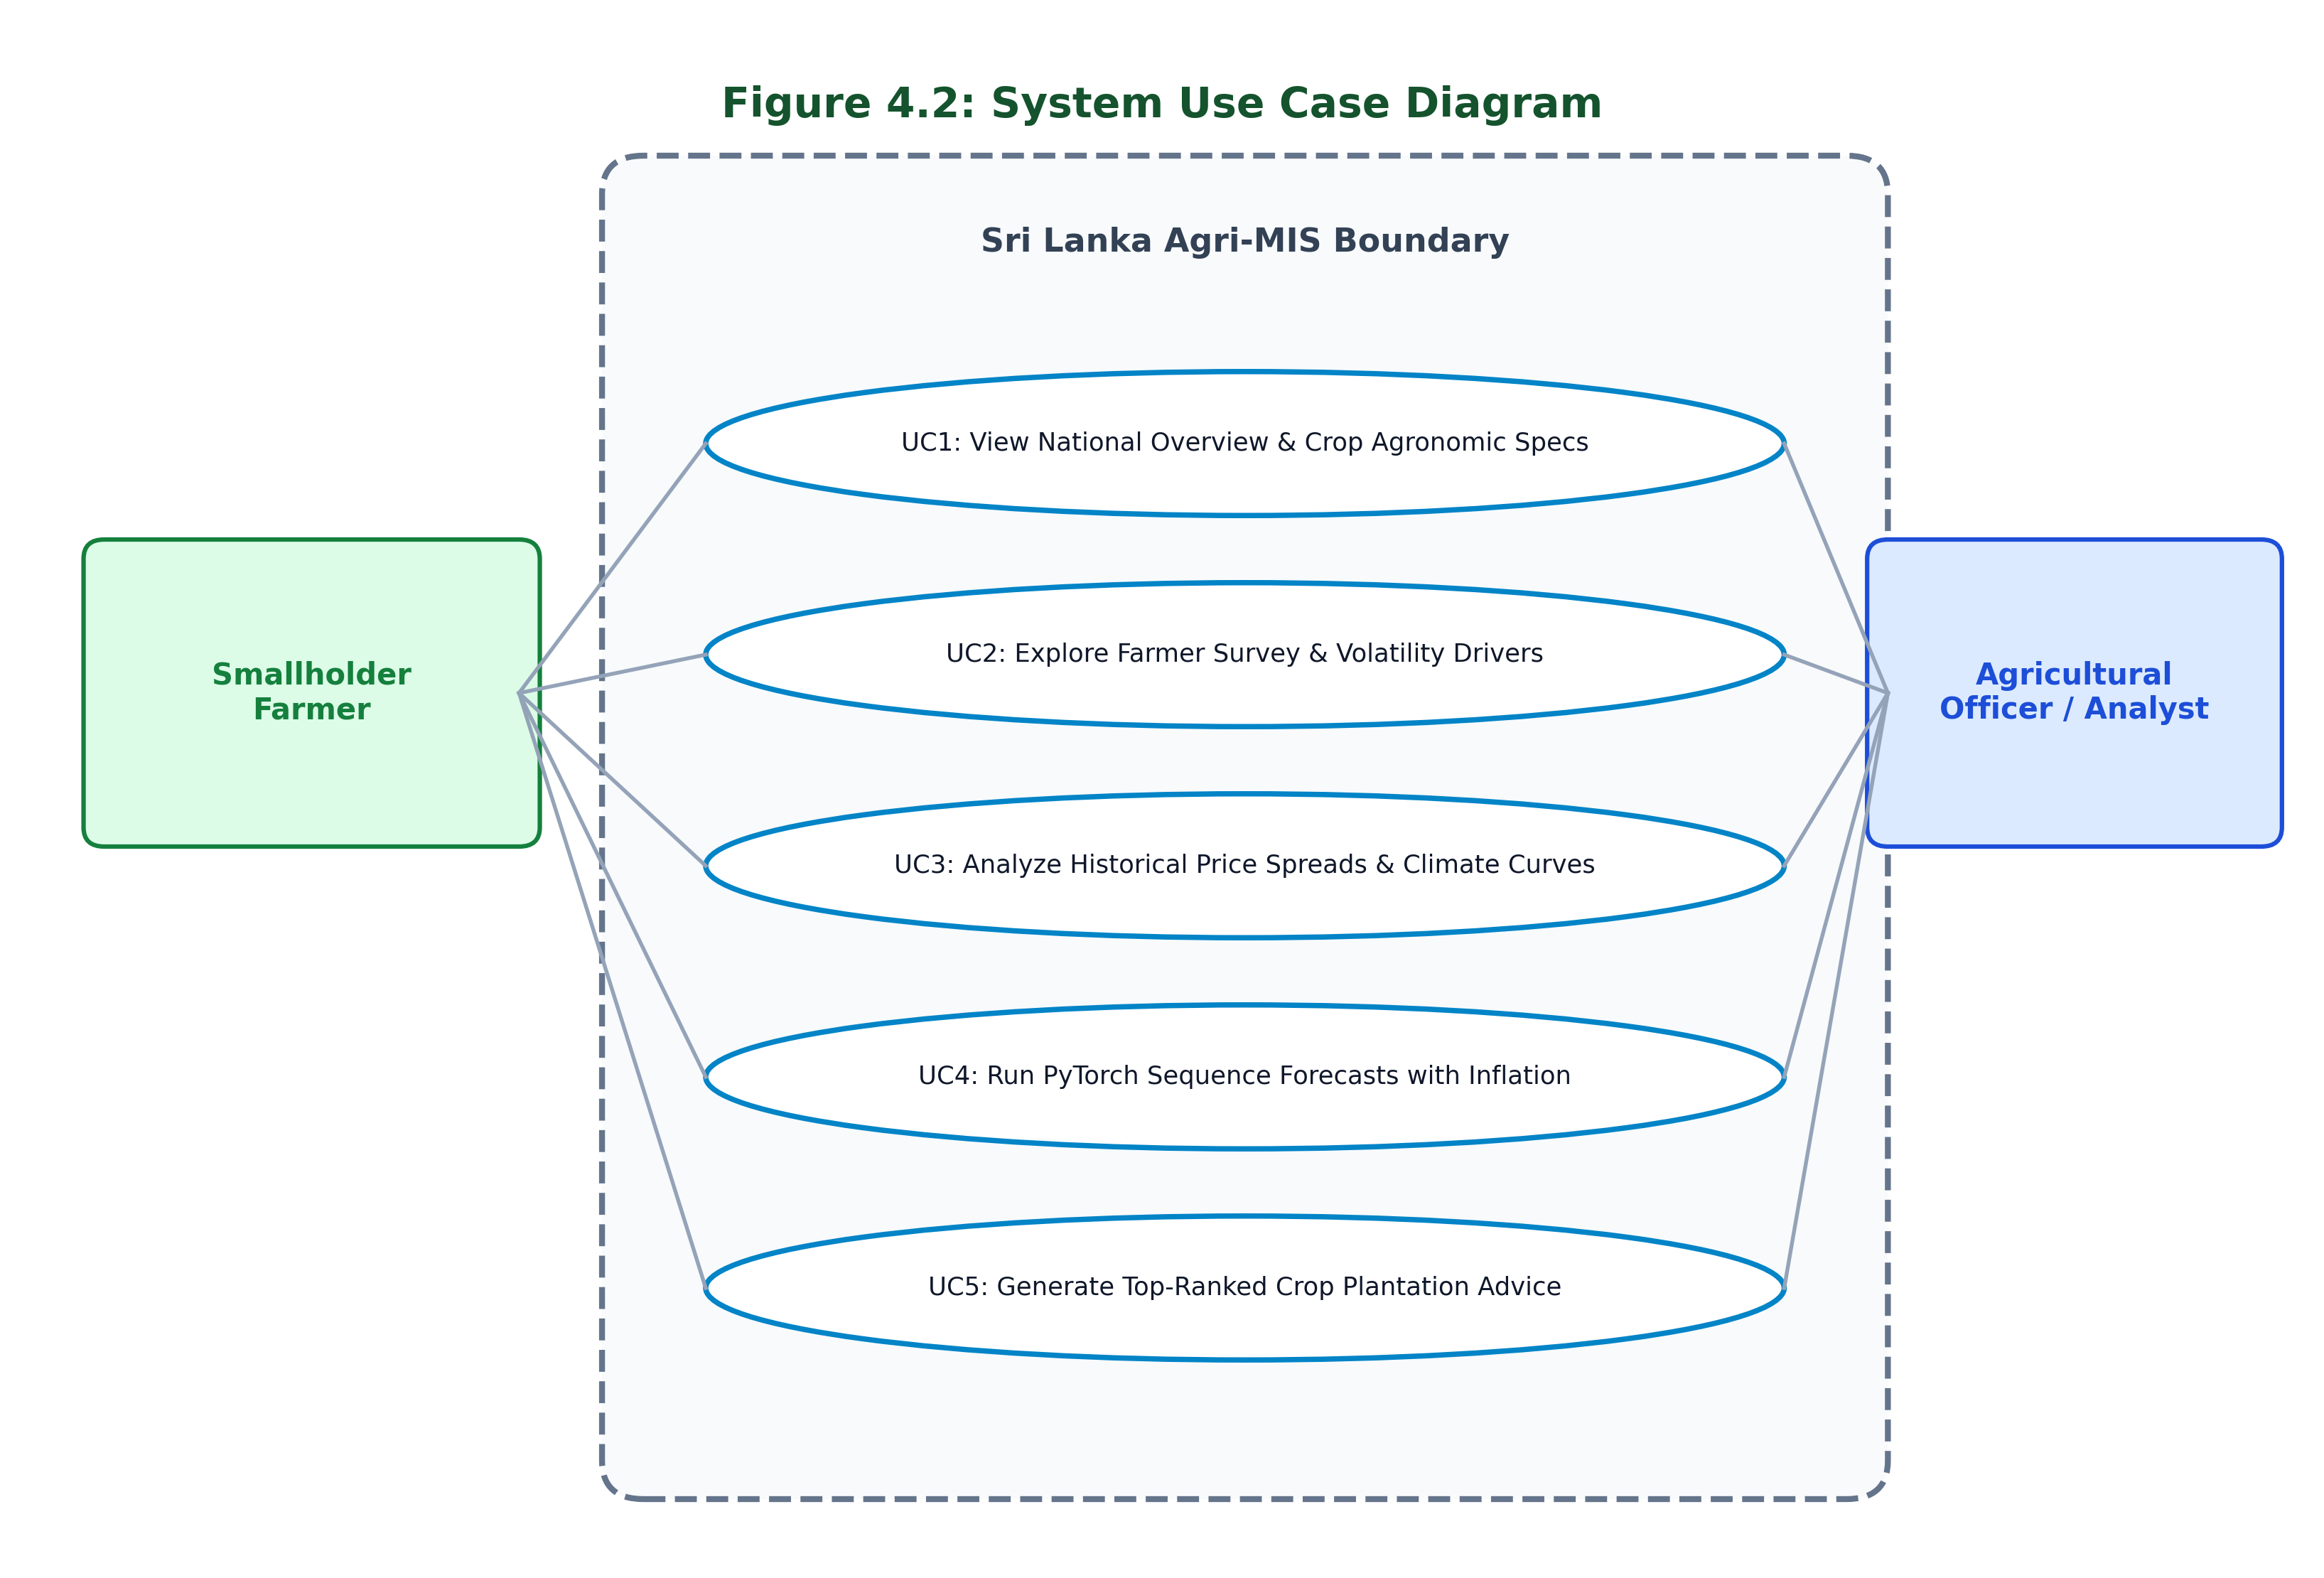 Figure 4.2: System Use Case Diagram
Sri Lanka Agri-MIS Boundary
UC1: View National Overview & Crop Agronomic Specs
UC2: Explore Farmer Survey & Volatility Drivers
Smallholder
Farmer
Agricultural
Officer / Analyst
UC3: Analyze Historical Price Spreads & Climate Curves
UC4: Run PyTorch Sequence Forecasts with Inflation
UC5: Generate Top-Ranked Crop Plantation Advice